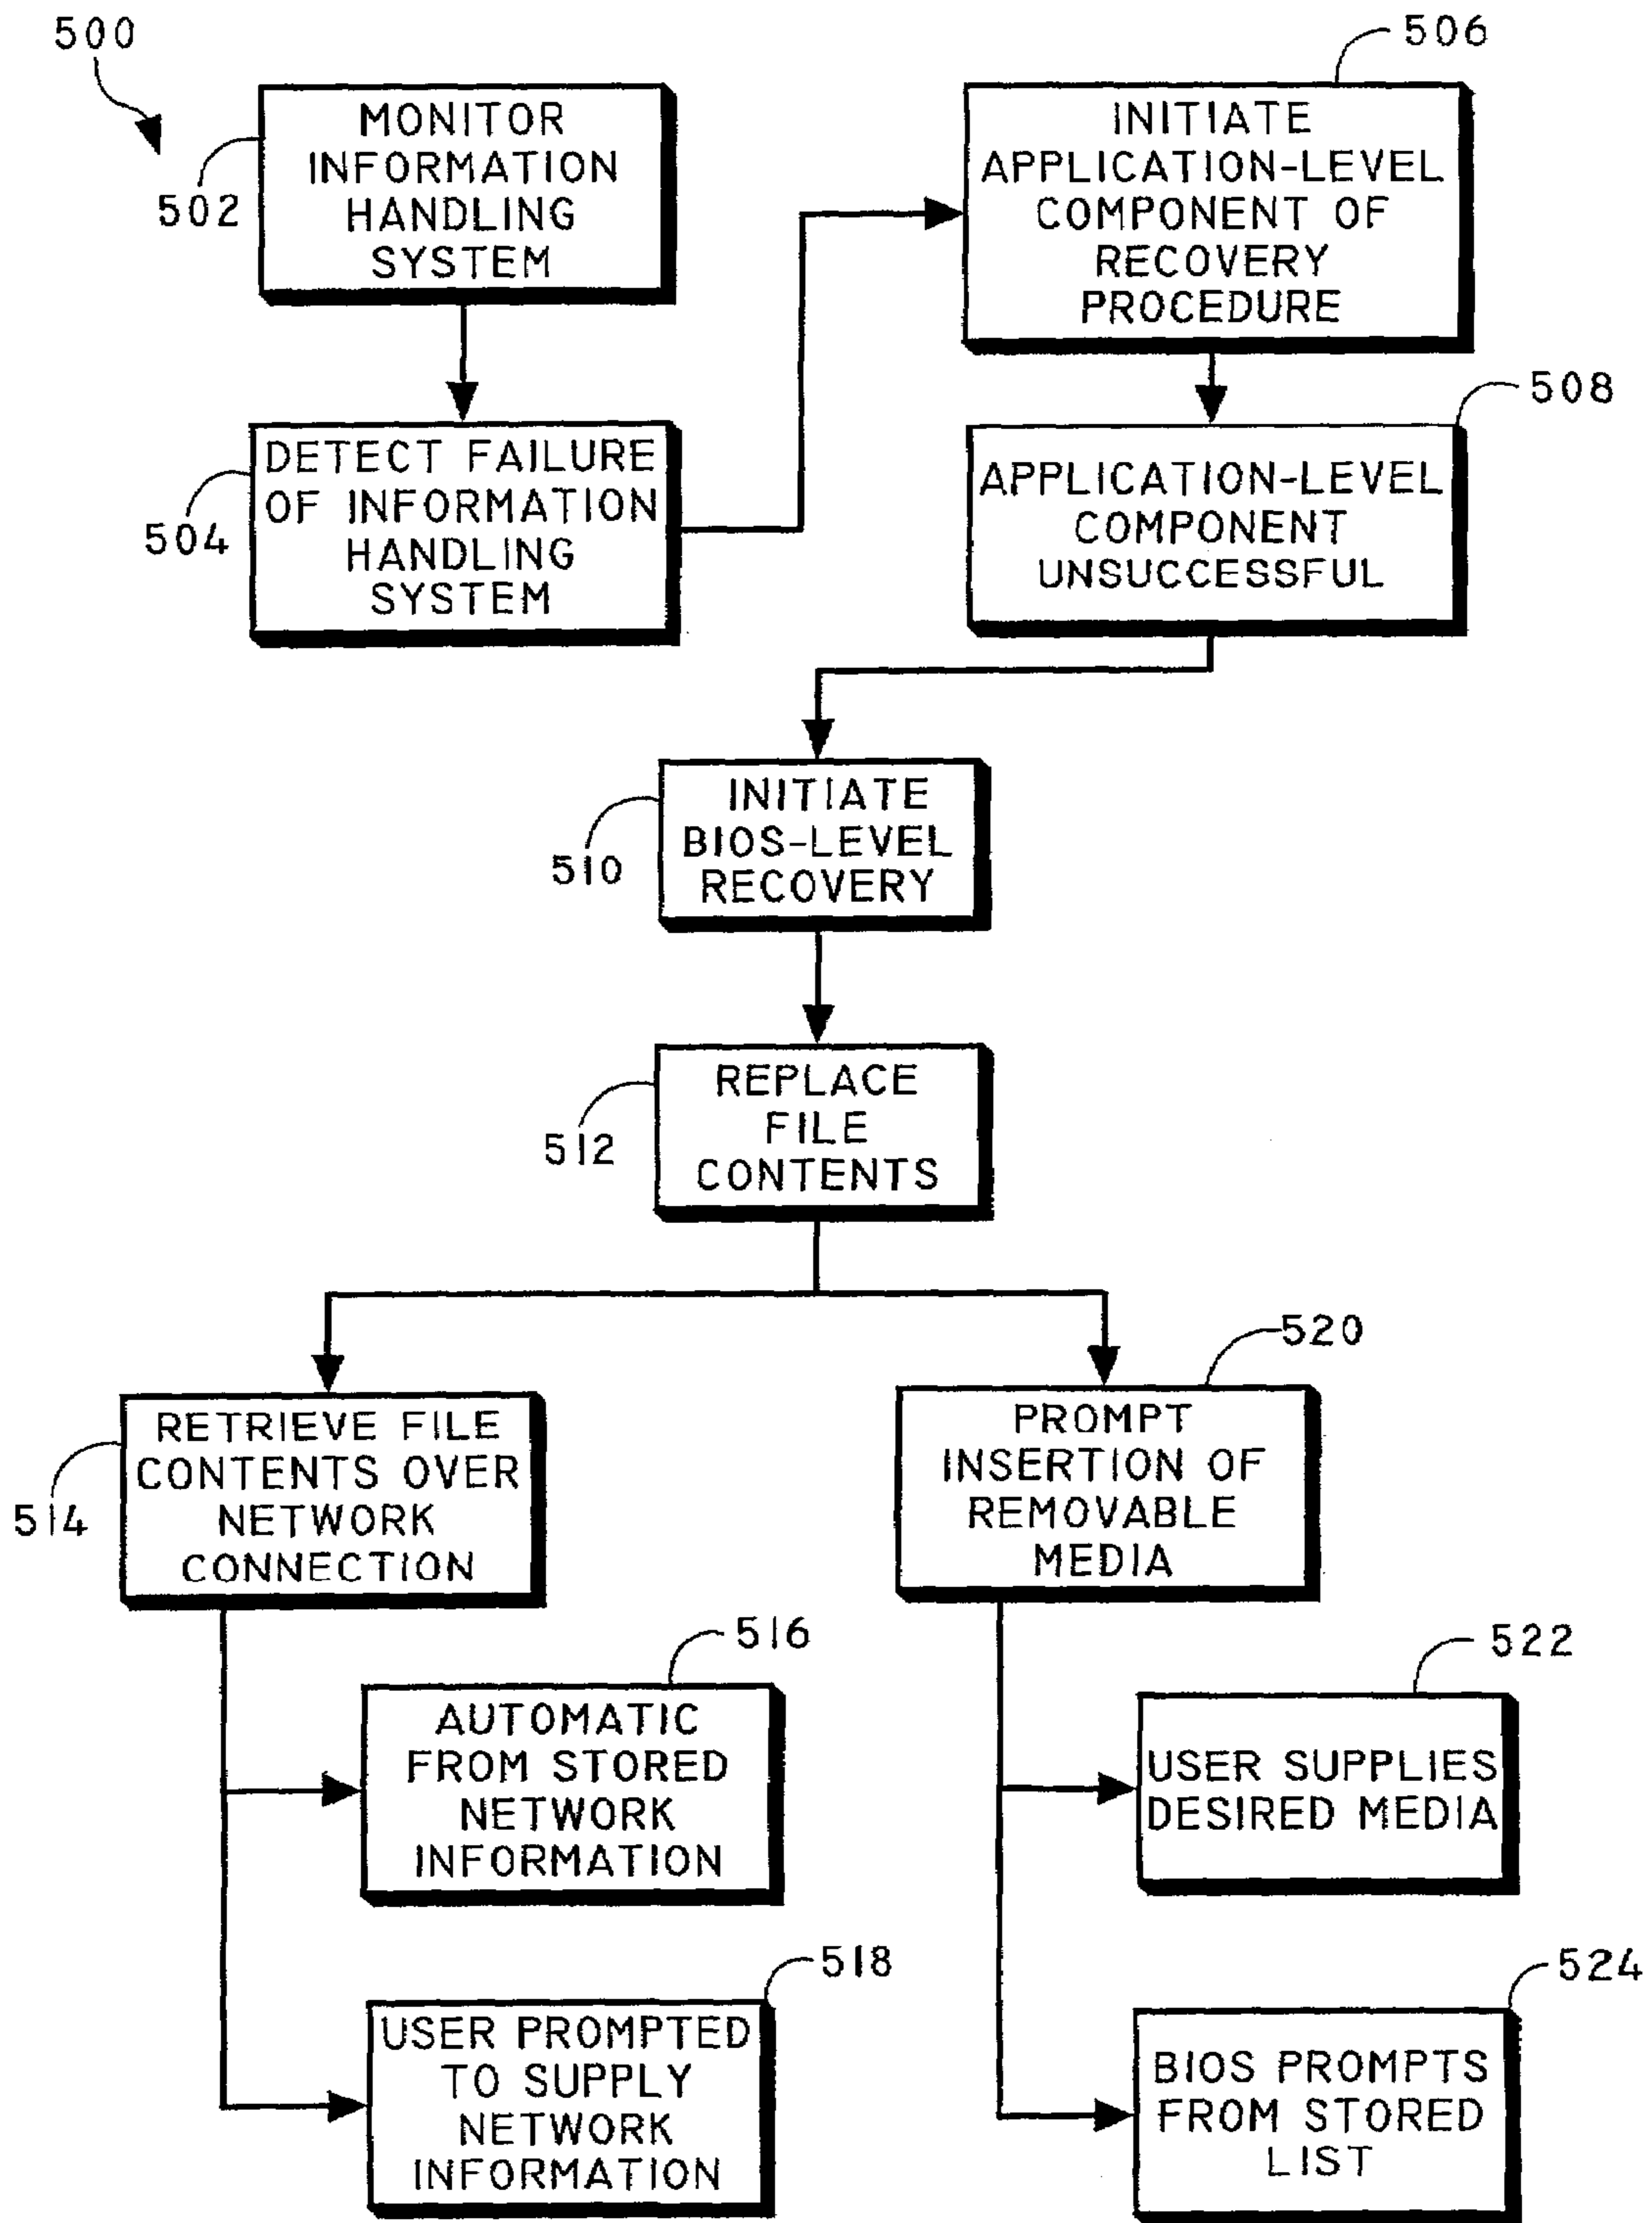 500
MONITOR
INFORMATION
HANDLING
SYSTEM
502
DETECT FAILURE
OF INFORMATION
HANDLING
SYSTEM
504
506
INITIATE
APPLICATION-LEVEL
COMPONENT OF
RECOVERY
PROCEDURE
508
APPLICATION-LEVEL
COMPONENT
UNSUCCESSFUL
INITIATE
BIOS-LEVEL
RECOVERY
510
REPLACE
FILE
CONTENTS
512
RETRIEVE FILE
CONTENTS OVER
NETWORK
CONNECTION
514
516
AUTOMATIC
FROM STORED
NETWORK
INFORMATION
518
USER PROMPTED
TO SUPPLY
NETWORK
INFORMATION
520
PROMPT
INSERTION OF
REMOVABLE
MEDIA
522
USER SUPPLIES
DESIRED MEDIA
524
BIOS PROMPTS
FROM STORED
LIST